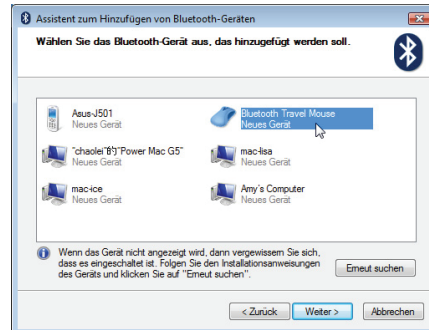 Assistent zum Hinzufügen von Bluetooth-Geräten
Wählen Sie das Bluetooth-Gerät aus, das hinzugefügt werden soll.
Asus-J501
Neues Gerät
Bluetooth Travel Mouse
Neues Gerät
"chaolei"的"Power Mac G5"
Neues Gerät
mac-lisa
Neues Gerät
mac-ice
Neues Gerät
Amy's Computer
Neues Gerät
Wenn das Gerät nicht angezeigt wird, dann vergewissern Sie sich,
dass es eingeschaltet ist. Folgen Sie den Installationsanweisungen
des Geräts und klicken Sie auf "Erneut suchen".
Erneut suchen
< Zurück
Weiter >
Abbrechen